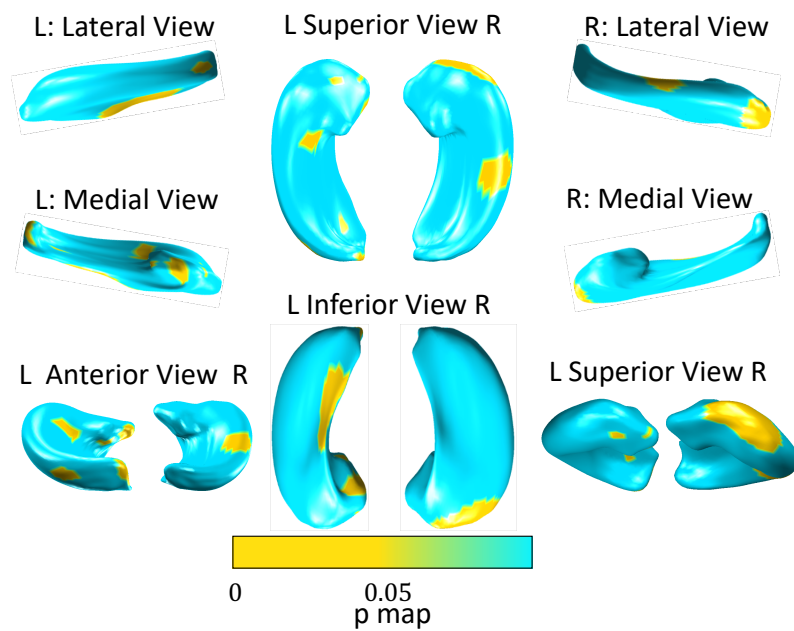 L: Lateral View
L Superior View R
R: Lateral View
L: Medial View
R: Medial View
L Inferior View R
L Anterior View R
L Superior View R
0
0.05
p map